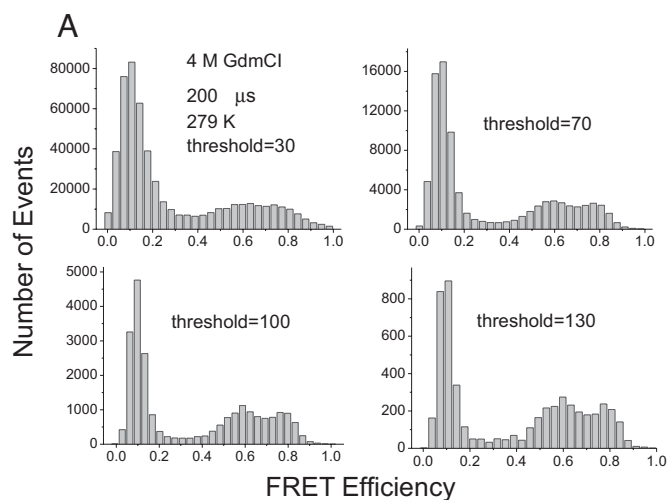 A
4 M GdmCl
200 μs
279 K
threshold=30
80000
60000
40000
20000
0
0.0 0.2 0.4 0.6 0.8 1.0
threshold=70
16000
12000
8000
4000
0
0.0 0.2 0.4 0.6 0.8 1.0
threshold=100
5000
4000
3000
2000
1000
0
0.0 0.2 0.4 0.6 0.8 1.0
threshold=130
800
600
400
200
0
0.0 0.2 0.4 0.6 0.8 1.0
Number of Events
FRET Efficiency